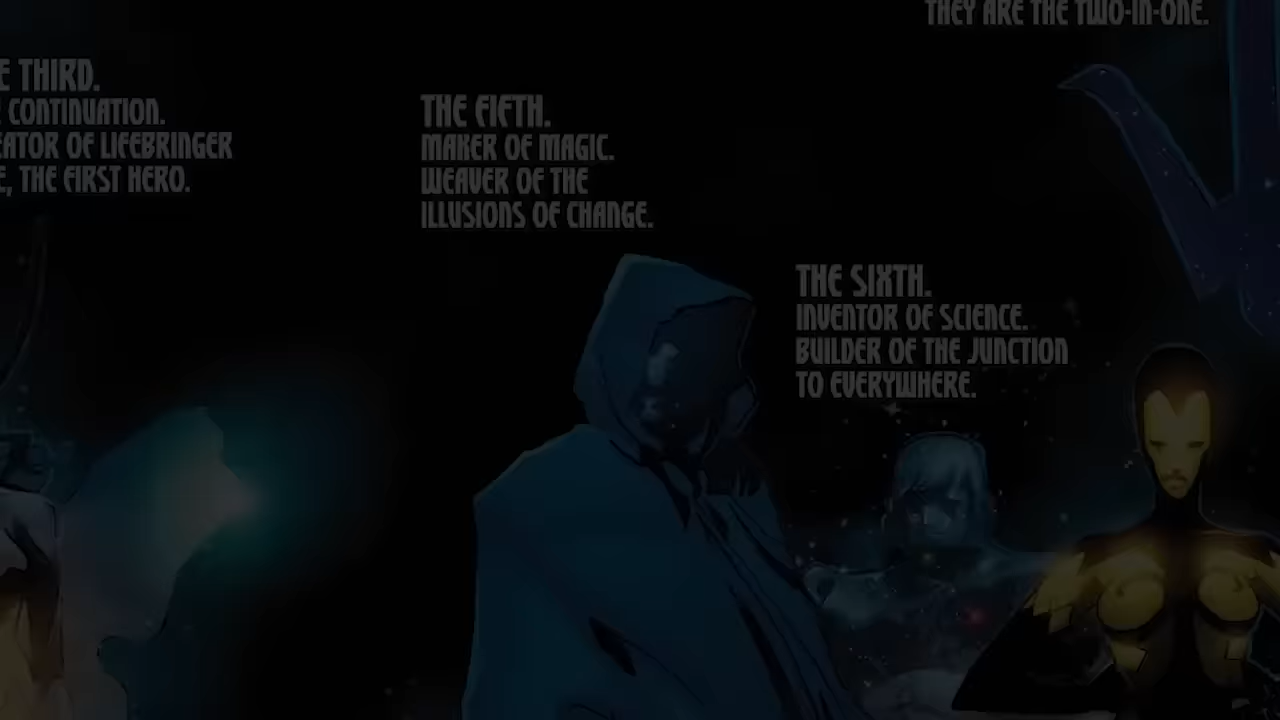 THEY ARE THE TWO-IN-ONE.
THIRD.
CONTINUATION.
OF LIFEBRINGER
THE FIRST HERO.
THE FIFTH.
MAKER OF MAGIC.
WEAVER OF THE
ILLUSIONS OF CHANGE.
THE SIXTH.
INVENTOR OF SCIENCE.
BUILDER OF THE JUNCTION
TO EVERYWHERE.